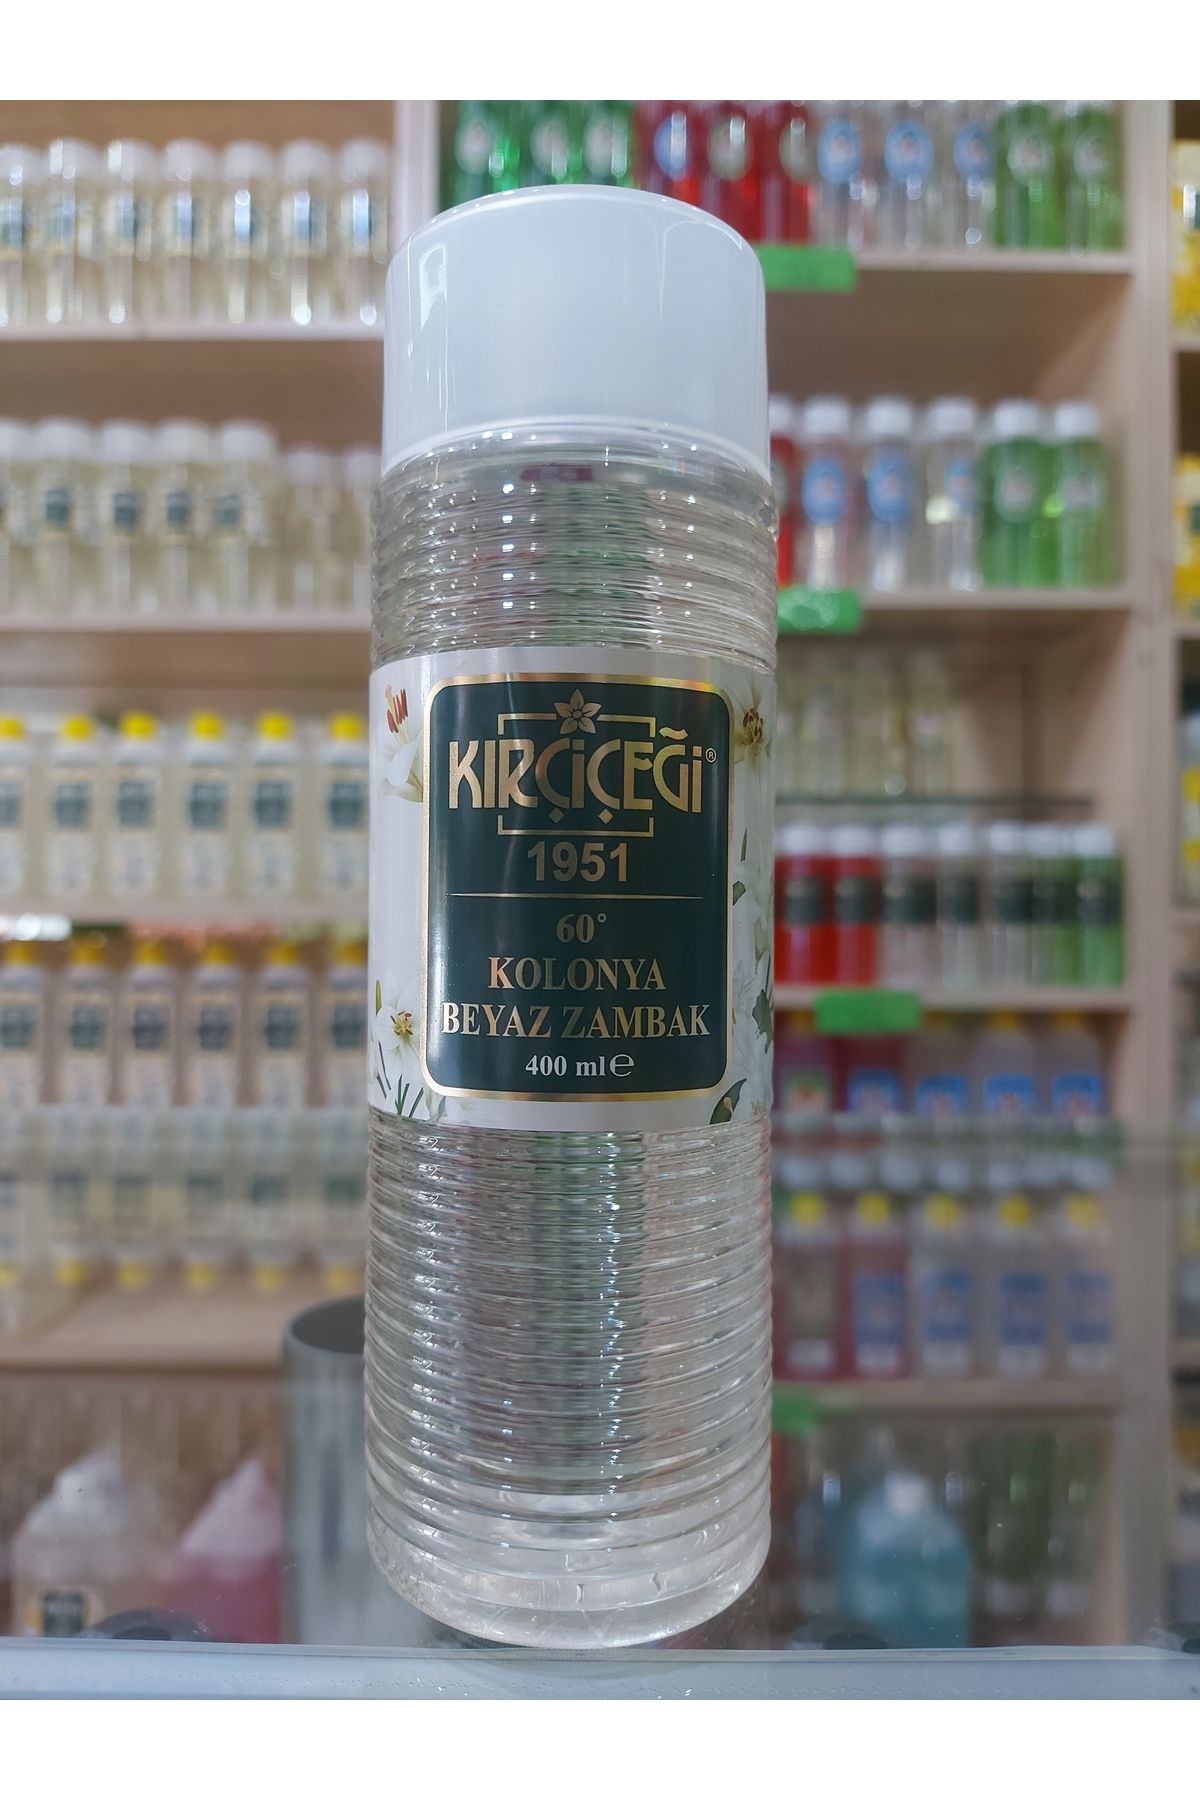 KIRÇİÇEĞİ®
1951
60°
KOLONYA
BEYAZ ZAMBAK
400 ml℮